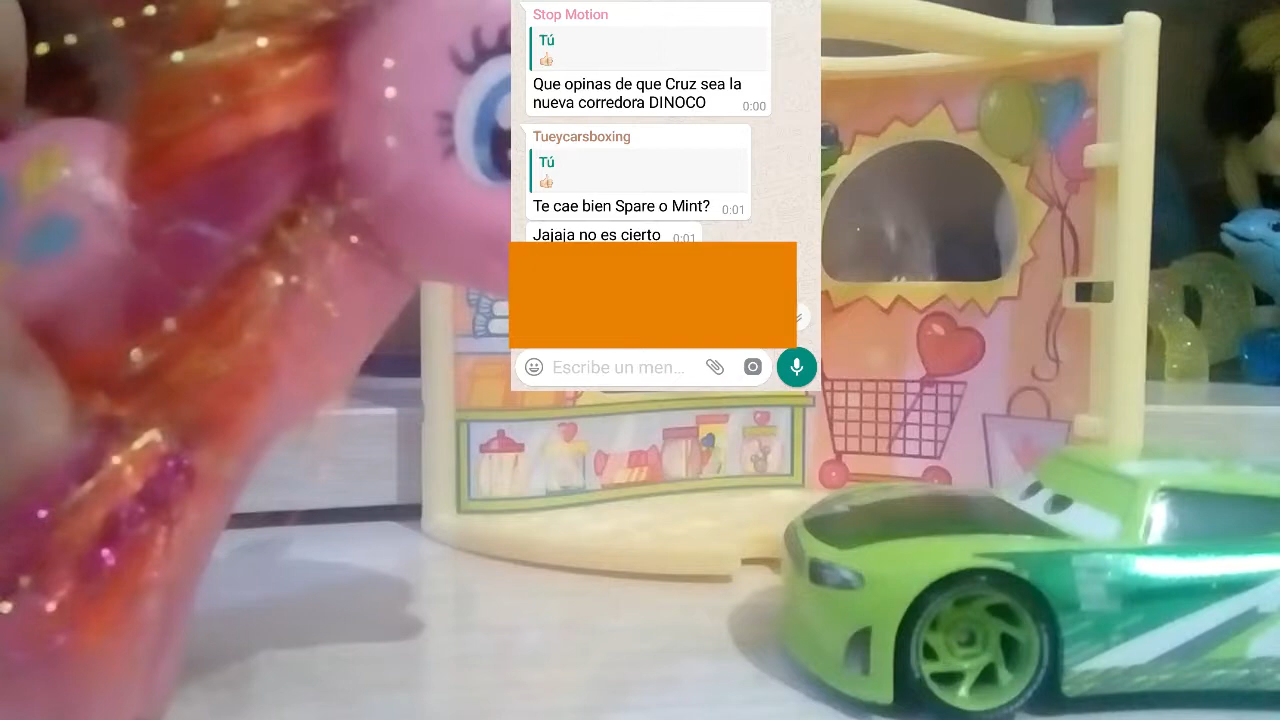 Stop Motion
Tú
👍🏻
Que opinas de que Cruz sea la
nueva corredora DINOCO 0:00
Tueycarsboxing
Tú
👍🏻
Te cae bien Spare o Mint? 0:01
Jajaja no es cierto 0:01
Escribe un men...